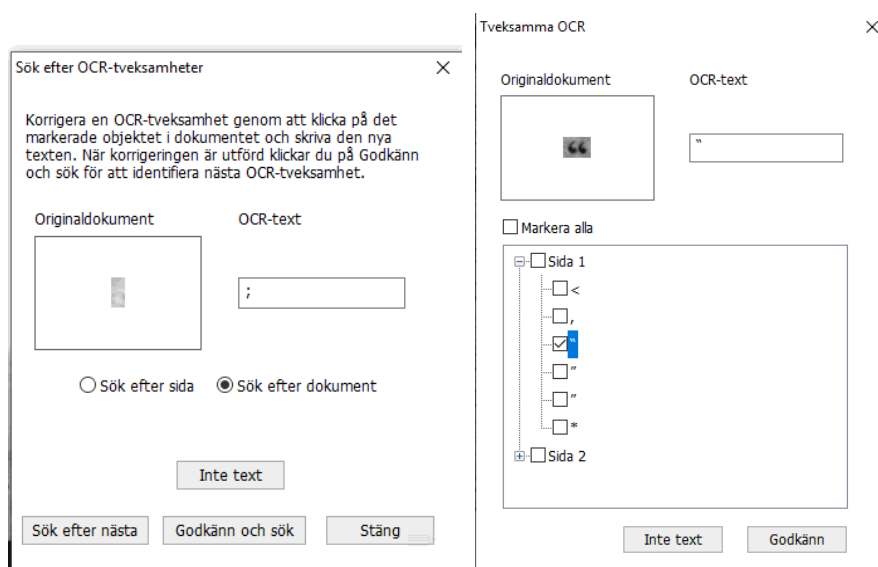 Sök efter OCR-tveksamheter
Korrigera en OCR-tveksamhet genom att klicka på det
markerade objektet i dokumentet och skriva den nya
texten. När korrigeringen är utförd klickar du på Godkänn
och sök för att identifiera nästa OCR-tveksamhet.
Originaldokument
OCR-text
;
Sök efter sida
Sök efter dokument
Inte text
Sök efter nästa
Godkänn och sök
Stäng
Tveksamma OCR
Originaldokument
OCR-text
“
“
Markera alla
Sida 1
<
,
“
”
”
*
Sida 2
Inte text
Godkänn